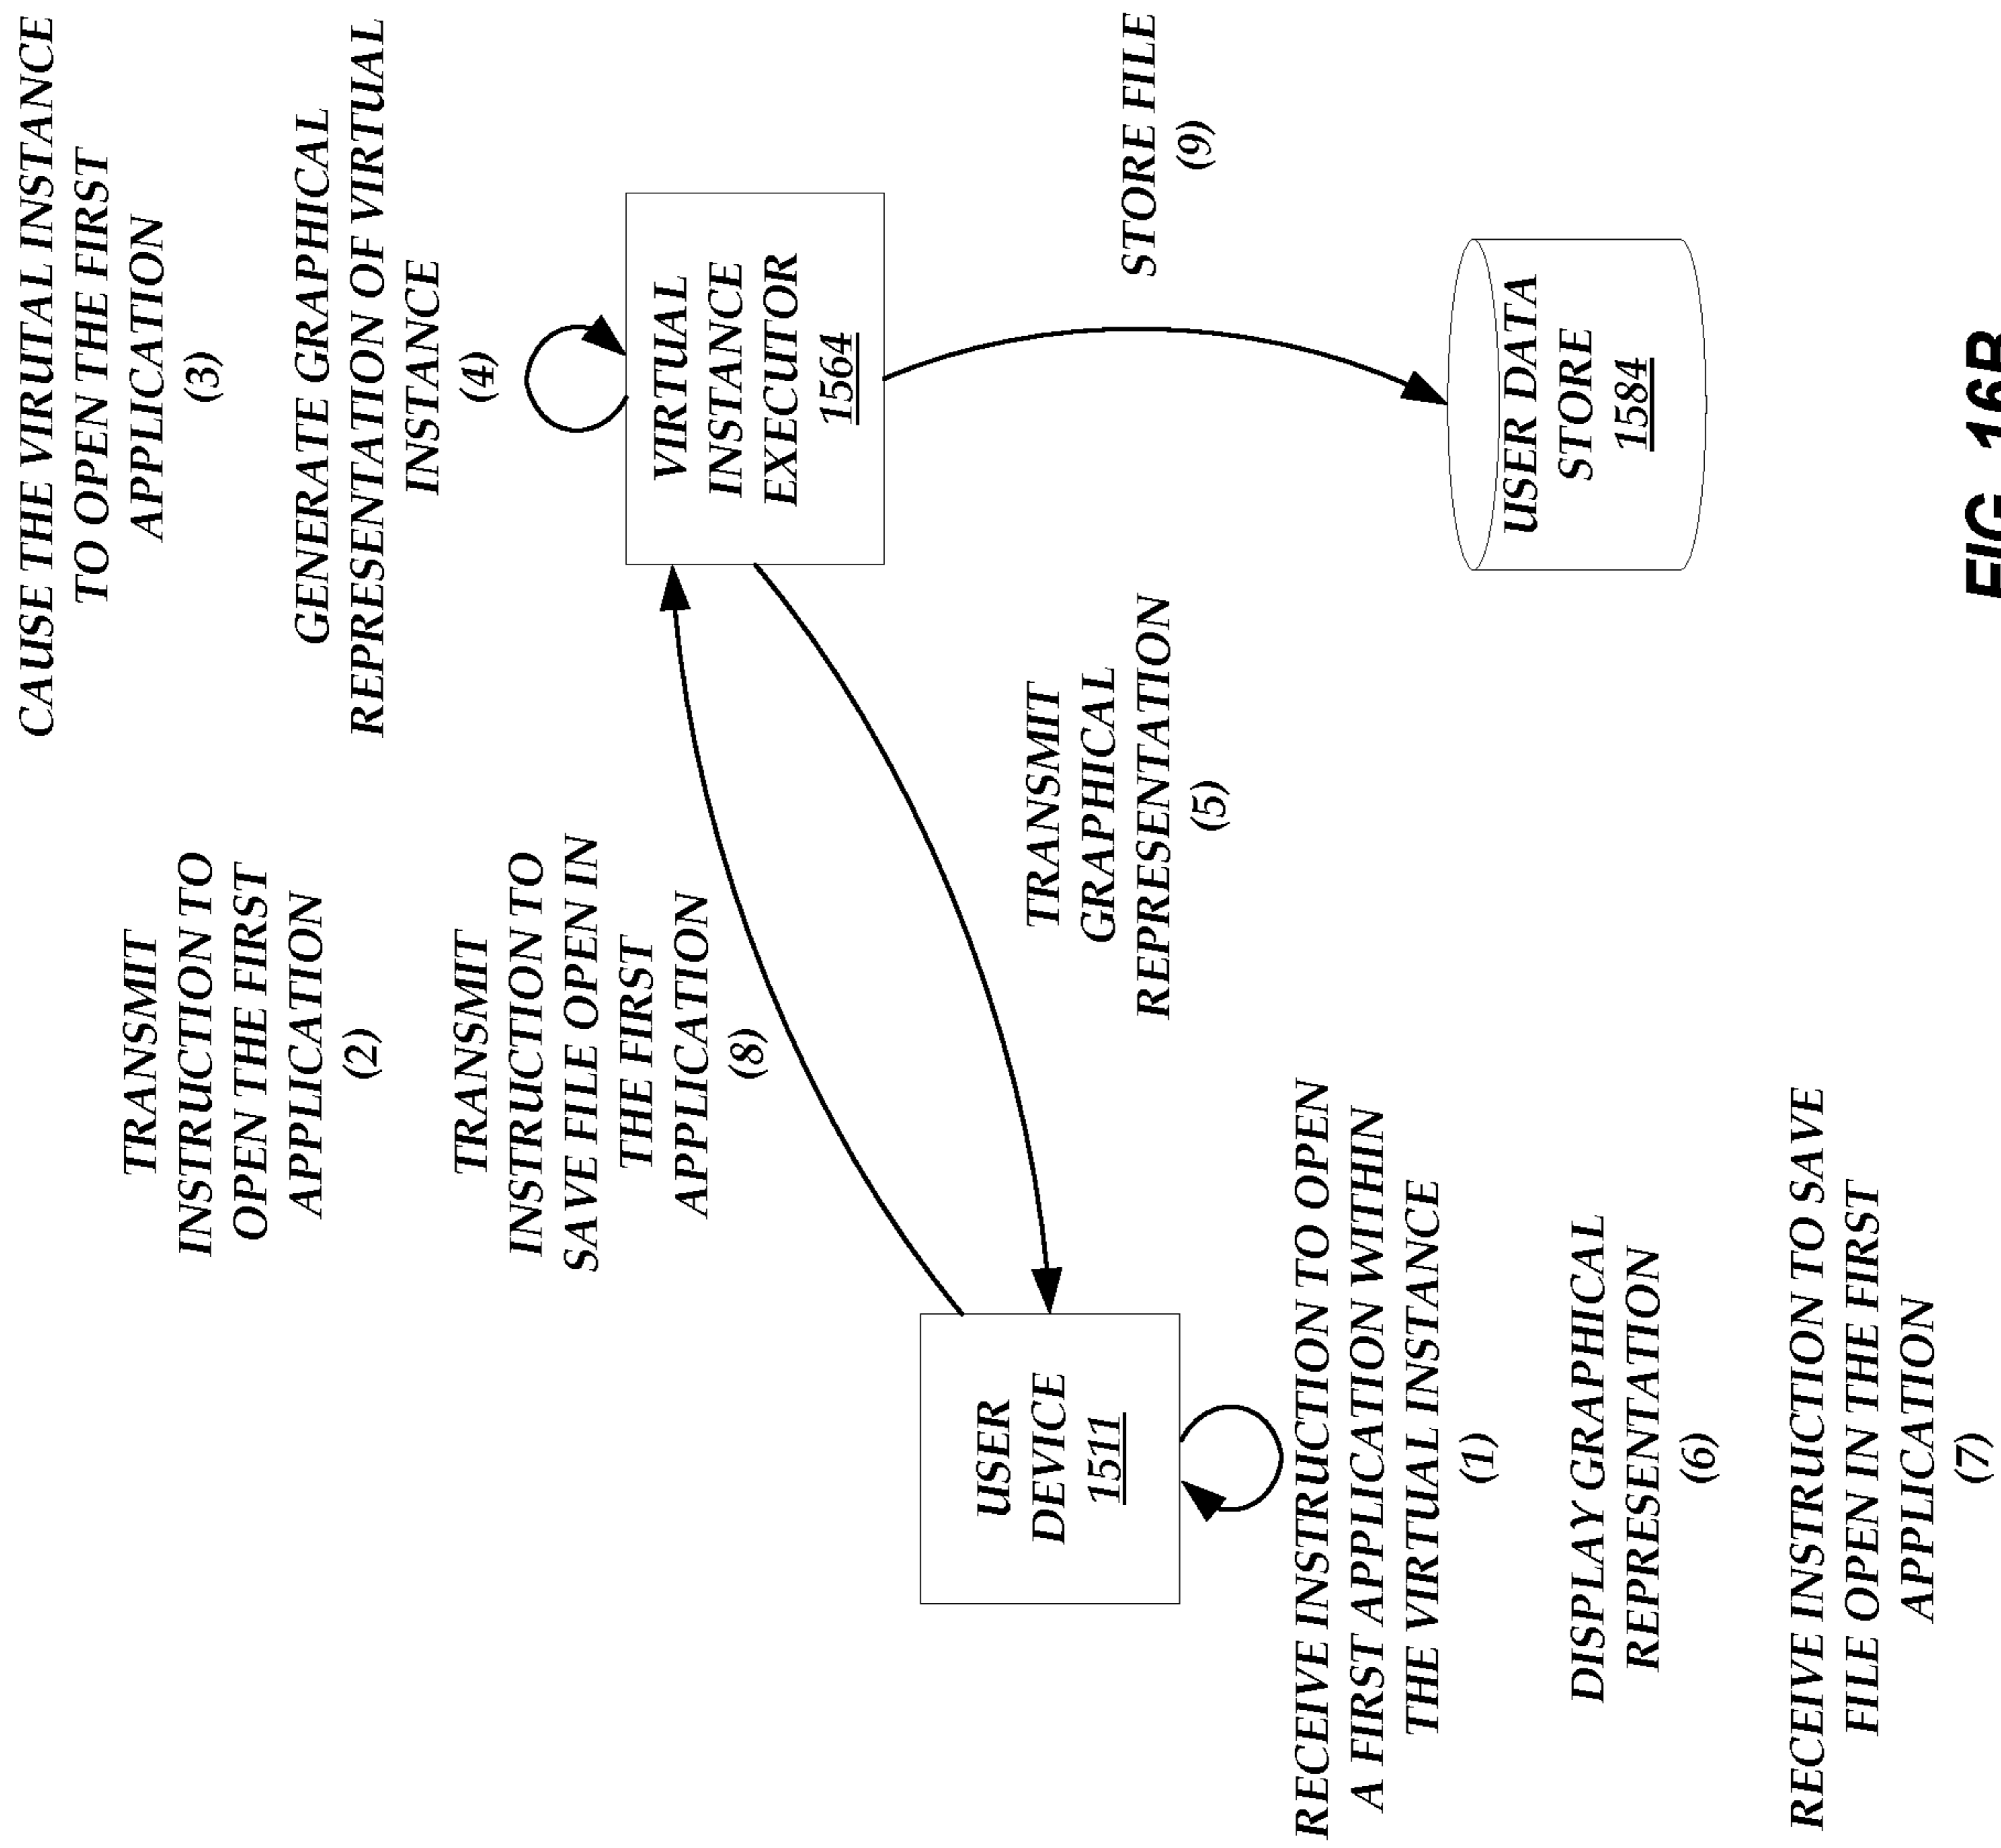 CAUSE THE VIRUTAL INSTANCE
TO OPEN THE FIRST
APPLICATION
(3)
TRANSMIT
INSTRUCTION TO
OPEN THE FIRST
APPLICATION
(2)
GENERATE GRAPHICAL
REPRESENTATION OF VIRTUAL
INSTANCE
(4)
TRANSMIT
INSTRUCTION TO
SAVE FILE OPEN IN
THE FIRST
APPLICATION
(8)
VIRTUAL
INSTANCE
EXECUTOR
1564
USER
DEVICE
1511
TRANSMIT
GRAPHICAL
REPRESENTATION
(5)
STORE FILE
(9)
RECEIVE INSTRUCTION TO OPEN
A FIRST APPLICATION WITHIN
THE VIRTUAL INSTANCE
(1)
DISPLAY GRAPHICAL
REPRESENTATION
(6)
RECEIVE INSTRUCTION TO SAVE
FILE OPEN IN THE FIRST
APPLICATION
(7)
USER DATA
STORE
1584
FIG. 16B